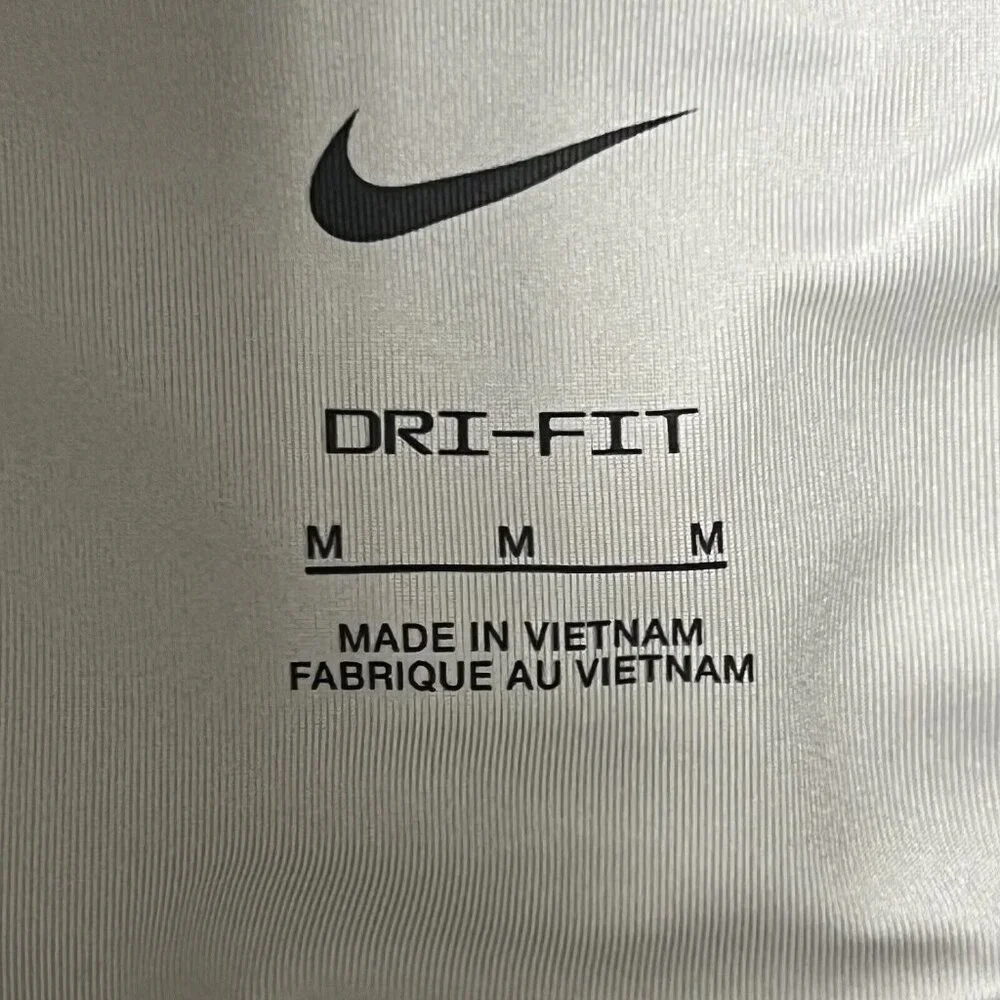 DRI-FIT
M M M
MADE IN VIETNAM
FABRIQUE AU VIETNAM